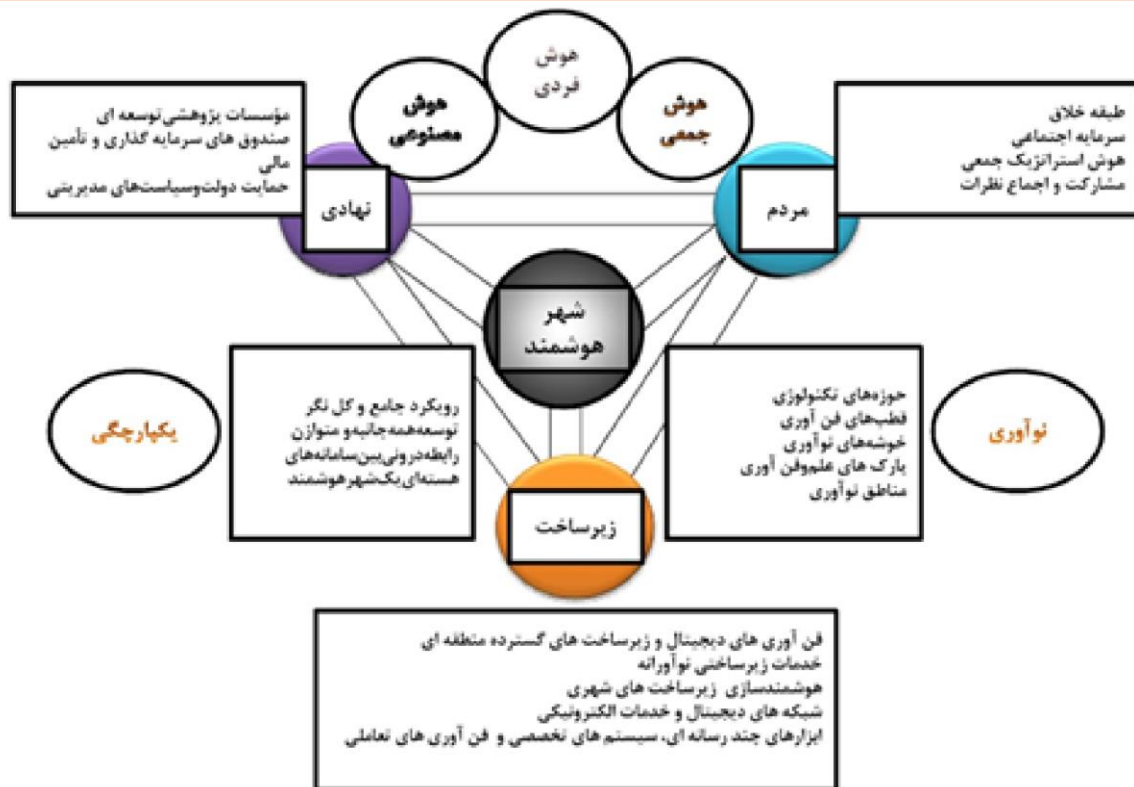 هوش
فردی
هوش
مصنوعی
هوش
جمعی
طبقه خلاق
سرمایه اجتماعی
هوش استراتژیک جمعی
مشارکت و اجماع نظرات
مردم
مؤسسات پژوهشی‌توسعه ای
صندوق های سرمایه گذاری و تأمین
مالی
حمایت دولت‌وسیاست‌های مدیریتی
نهادی
شهر
هوشمند
حوزه‌های تکنولوژی
قطب‌های فن آوری
خوشه‌های نوآوری
پارک های علم‌وفن آوری
مناطق نوآوری
نوآوری
رویکرد جامع و کل نگر
توسعه‌همه‌جانبه‌و متوازن
رابطه‌درونی‌بین‌سامانه‌های
هسته‌ای‌یک‌شهر‌هوشمند
یکپارچگی
زیرساخت
فن آوری های دیجیتال و زیرساخت های گسترده منطقه ای
خدمات زیرساختی نوآورانه
هوشمندسازی زیرساخت های شهری
شبکه های دیجیتال و خدمات الکترونیکی
ابزارهای چند رسانه ای، سیستم های تخصصی و فن آوری های تعاملی